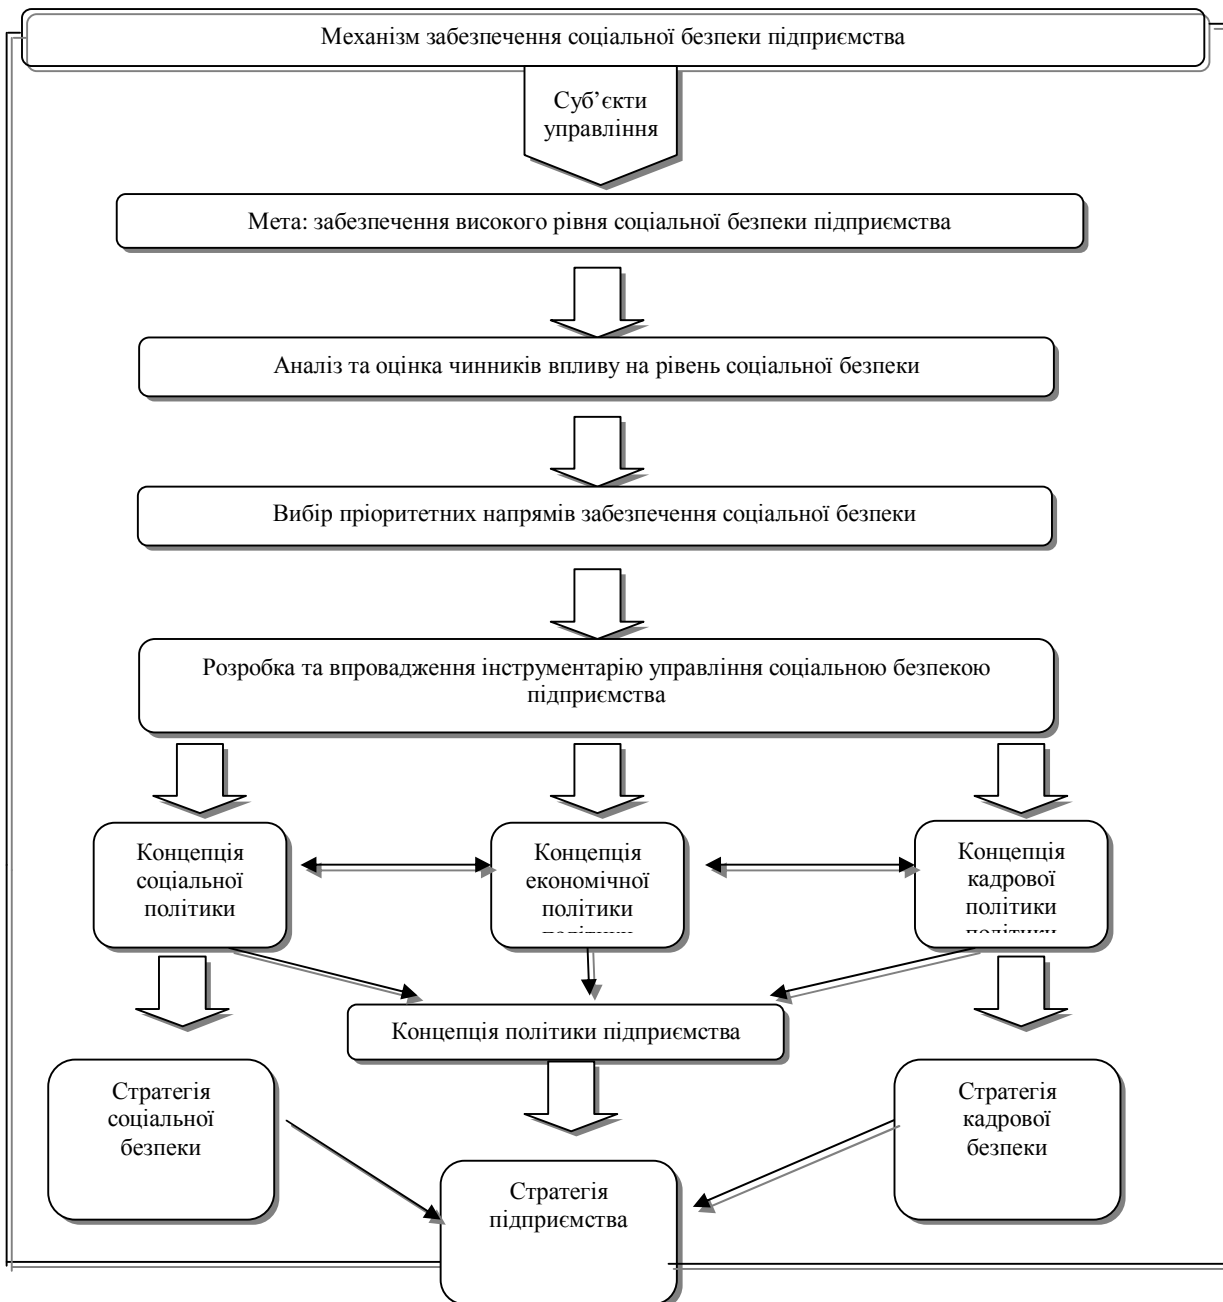 Механізм забезпечення соціальної безпеки підприємства
Суб’єкти
управління
Мета: забезпечення високого рівня соціальної безпеки підприємства
Аналіз та оцінка чинників впливу на рівень соціальної безпеки
Вибір пріоритетних напрямів забезпечення соціальної безпеки
Розробка та впровадження інструментарію управління соціальною безпекою
підприємства
Концепція
соціальної
політики
Концепція
економічної
політики
політики
Концепція
кадрової
політики
політики
Концепція політики підприємства
Стратегія
соціальної
безпеки
Стратегія
кадрової
безпеки
Стратегія
підприємства